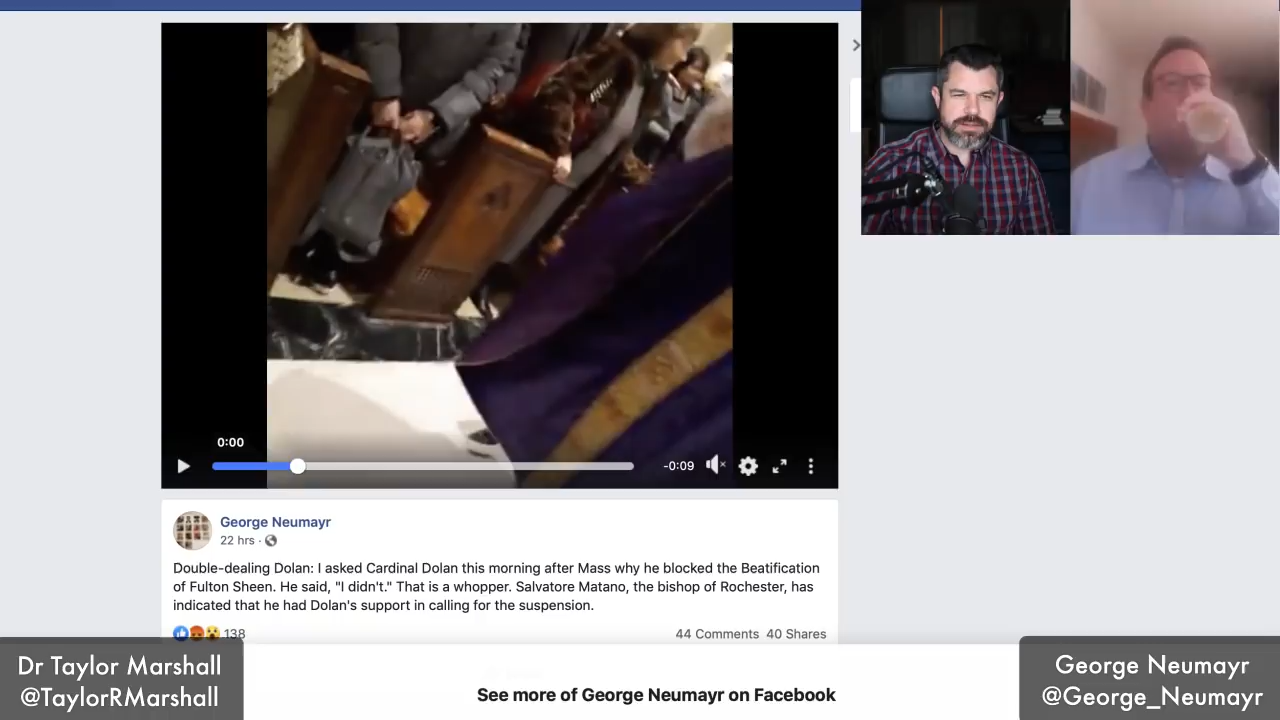 0:00
-0:09
George Neumayr
22 hrs ·
Double-dealing Dolan: I asked Cardinal Dolan this morning after Mass why he blocked the Beatification
of Fulton Sheen. He said, "I didn't." That is a whopper. Salvatore Matano, the bishop of Rochester, has
indicated that he had Dolan's support in calling for the suspension.
138
44 Comments 40 Shares
Dr Taylor Marshall
@TaylorRMarshall
See more of George Neumayr on Facebook
George Neumayr
@George_Neumayr